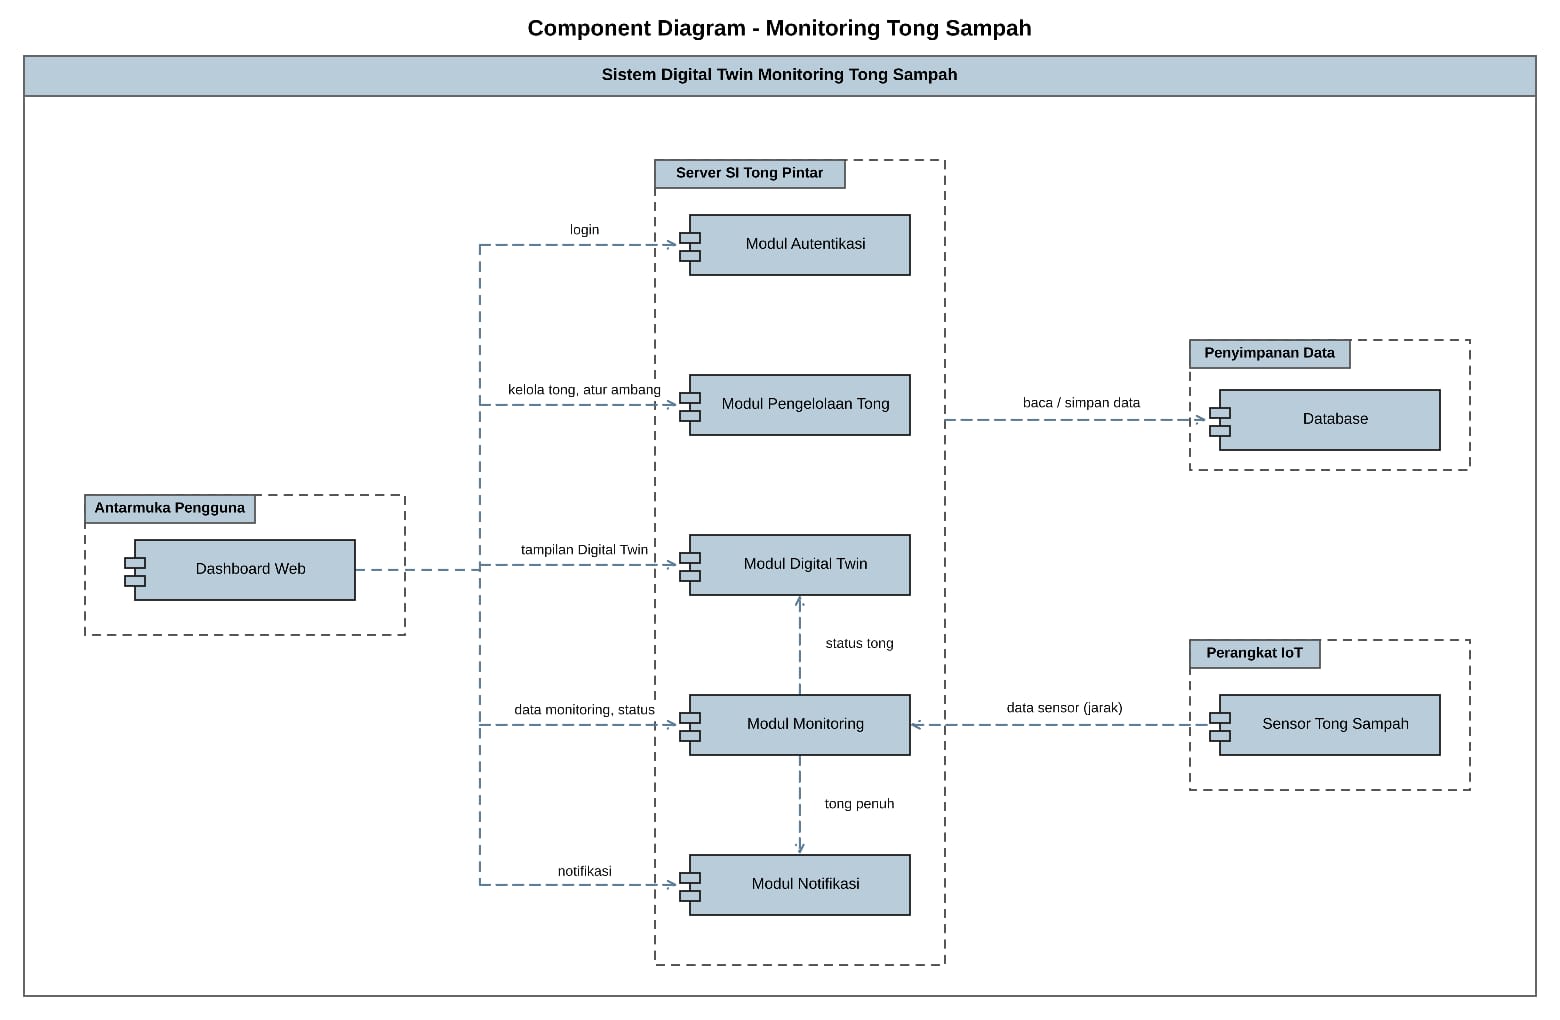 Component Diagram - Monitoring Tong Sampah
Sistem Digital Twin Monitoring Tong Sampah
Server SI Tong Pintar
login
Modul Autentikasi
Penyimpanan Data
kelola tong, atur ambang
Modul Pengelolaan Tong
baca / simpan data
Database
Antarmuka Pengguna
Dashboard Web
tampilan Digital Twin
Modul Digital Twin
status tong
Perangkat IoT
data monitoring, status
Modul Monitoring
data sensor (jarak)
Sensor Tong Sampah
tong penuh
notifikasi
Modul Notifikasi